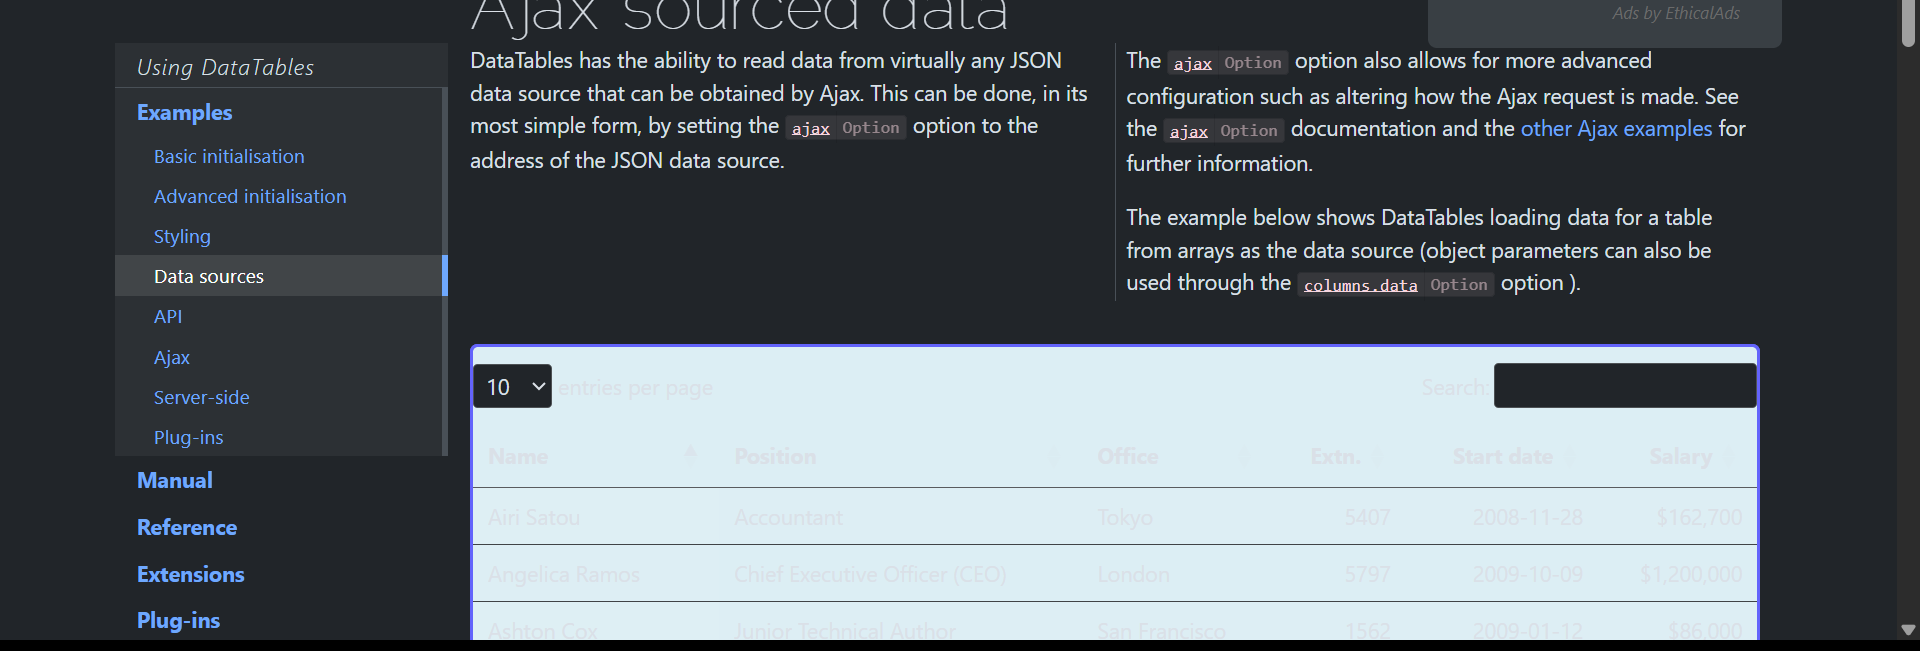 Ajax sourced data
Ads by EthicalAds
Using DataTables
Examples
Basic initialisation
Advanced initialisation
Styling
Data sources
API
Ajax
Server-side
Plug-ins
Manual
Reference
Extensions
Plug-ins
DataTables has the ability to read data from virtually any JSON
data source that can be obtained by Ajax. This can be done, in its
most simple form, by setting the ajax Option option to the
address of the JSON data source.
The ajax Option option also allows for more advanced
configuration such as altering how the Ajax request is made. See
the ajax Option documentation and the other Ajax examples for
further information.
The example below shows DataTables loading data for a table
from arrays as the data source (object parameters can also be
used through the columns.data Option option ).
10 entries per page Search:
Name Position Office Extn. Start date Salary
Airi Satou Accountant Tokyo 5407 2008-11-28 $162,700
Angelica Ramos Chief Executive Officer (CEO) London 5797 2009-10-09 $1,200,000
Ashton Cox Junior Technical Author San Francisco 1562 2009-01-12 $86,000